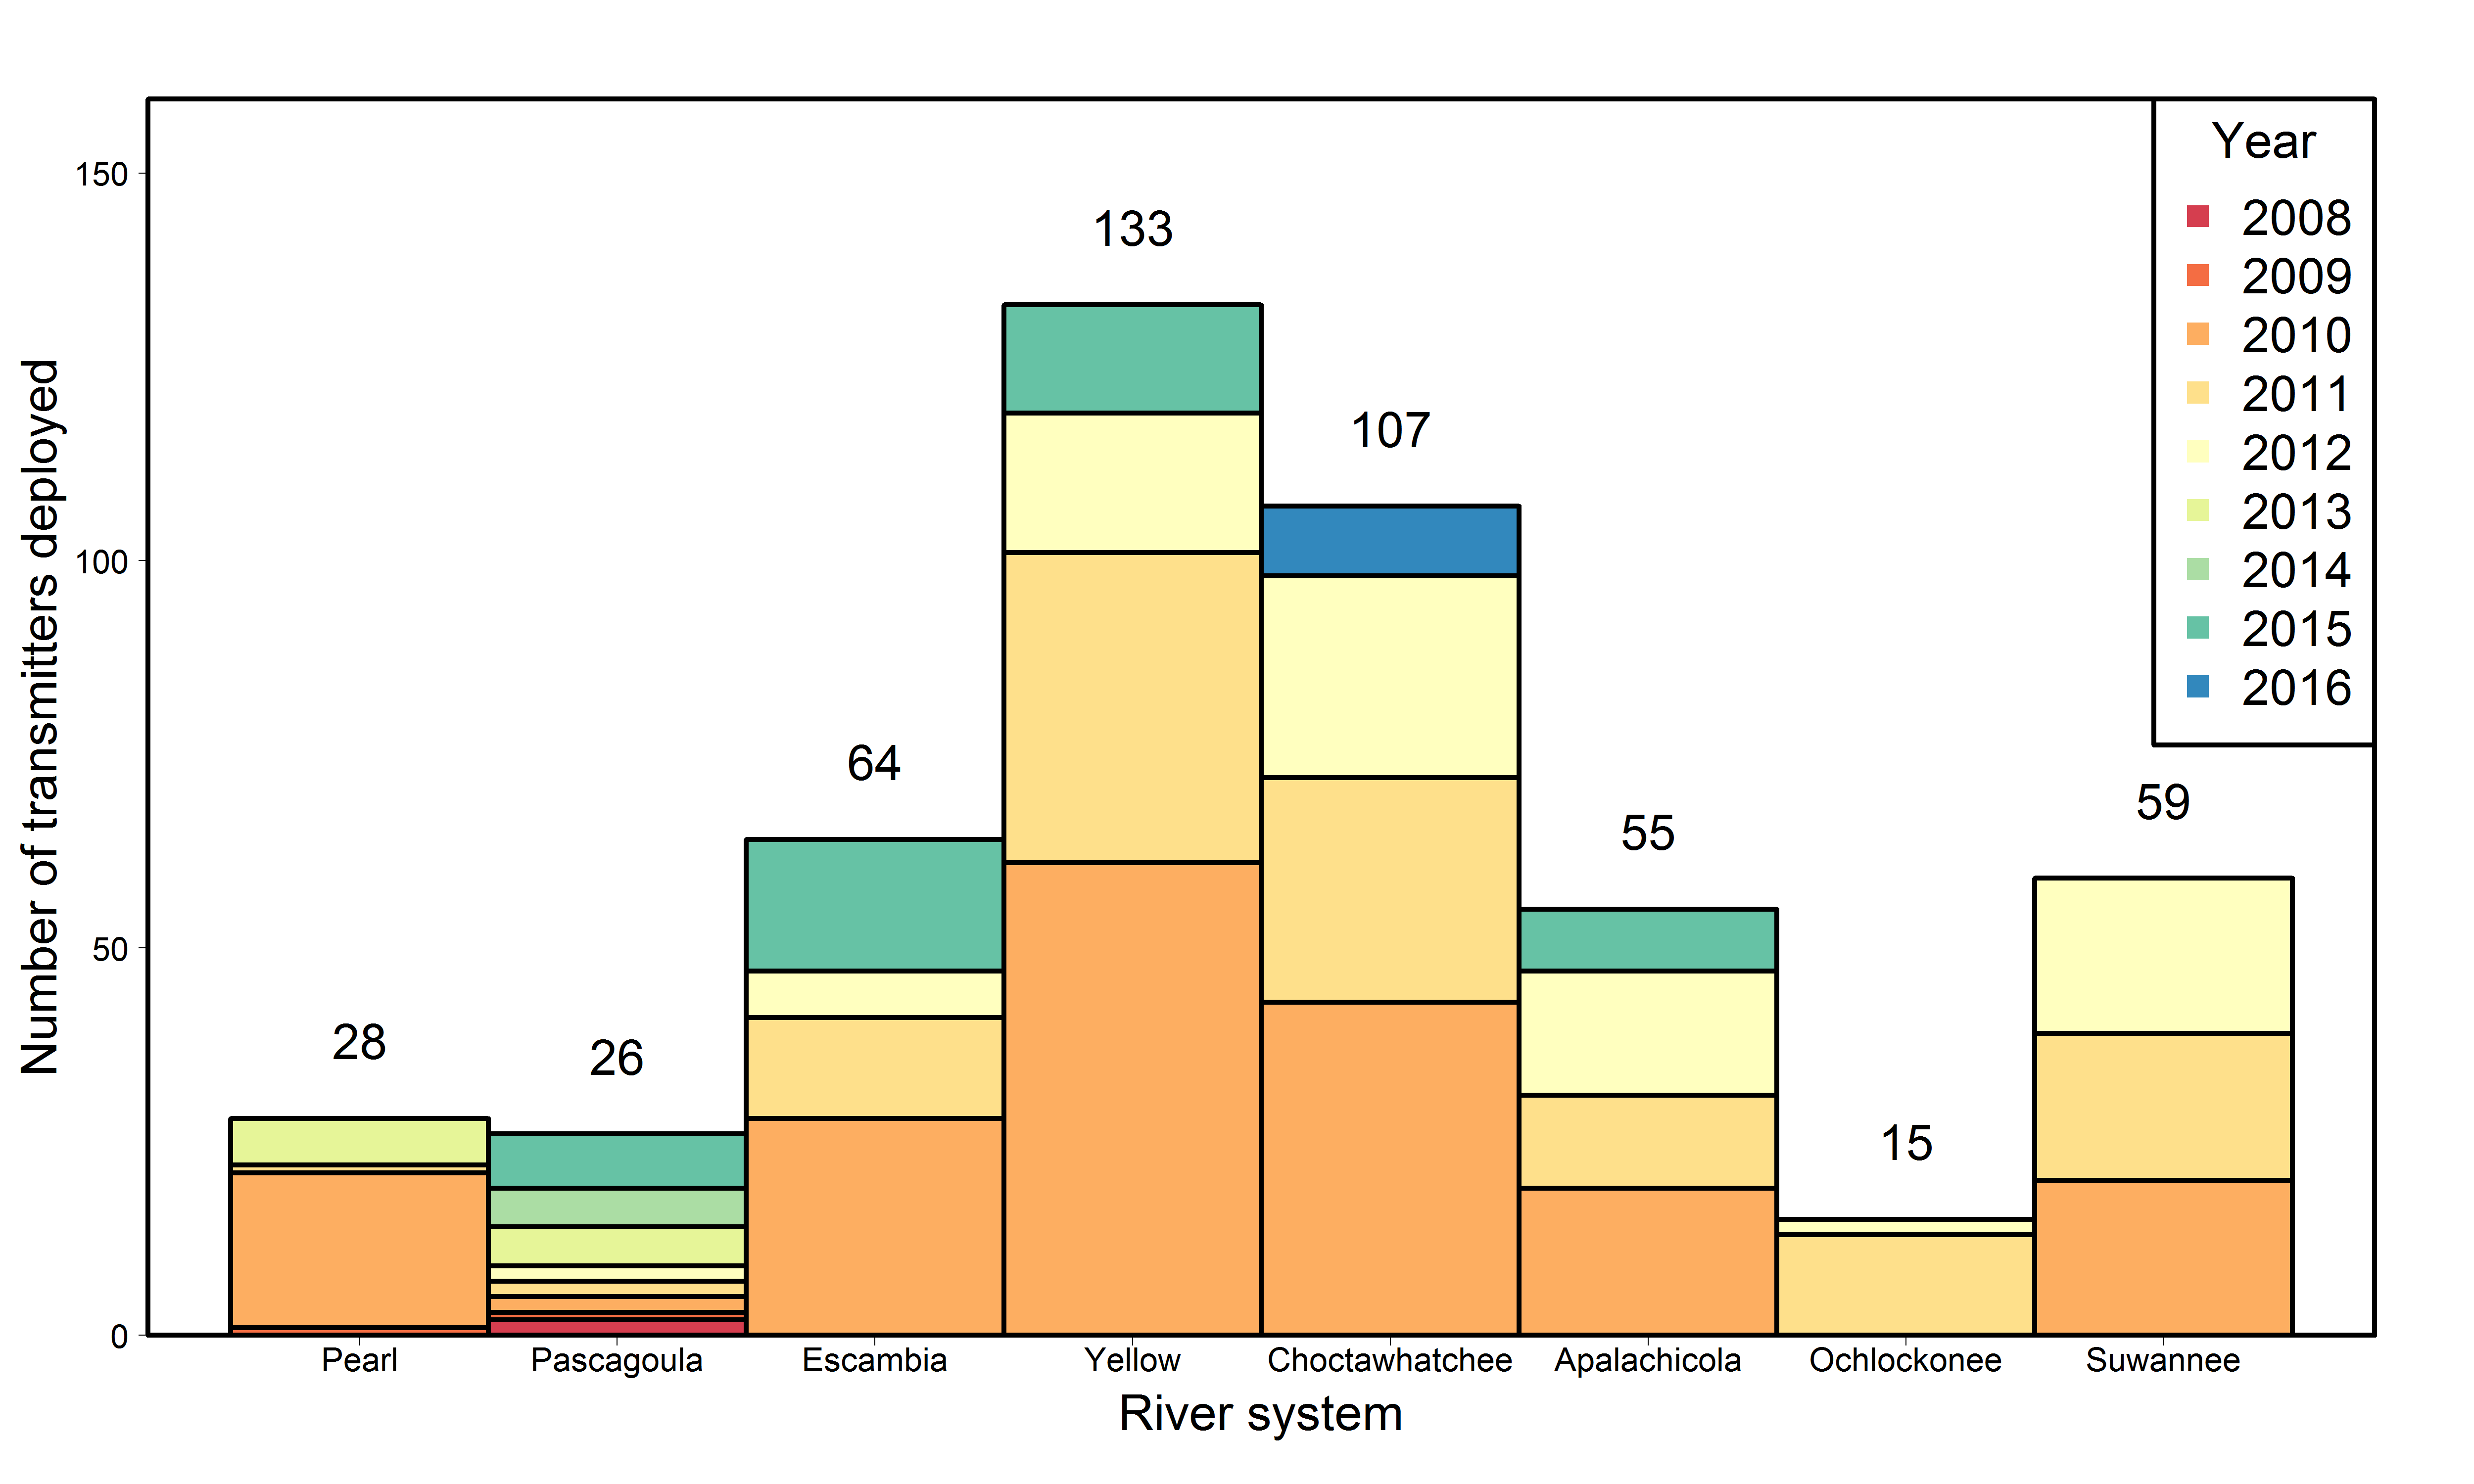 Number of transmitters deployed
150
100
50
0
28
26
64
133
107
55
15
59
Year
2008
2009
2010
2011
2012
2013
2014
2015
2016
Pearl
Pascagoula
Escambia
Yellow
Choctawhatchee
Apalachicola
Ochlockonee
Suwannee
River system